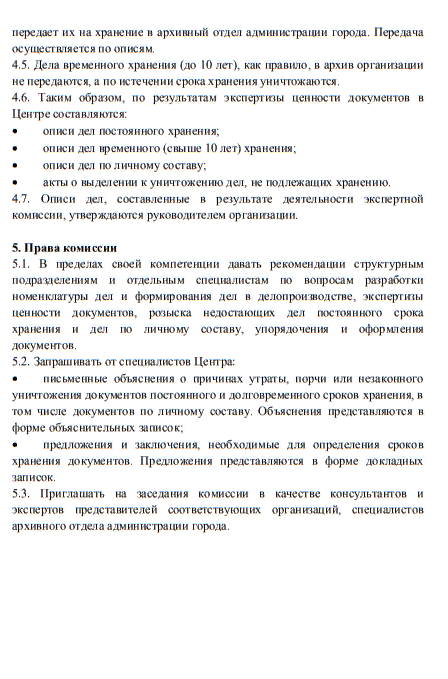 передает их на хранение в архивный отдел администрации города. Передача
осуществляется по описям.
4.5. Дела временного хранения (до 10 лет), как правило, в архив организации
не передаются, а по истечении срока хранения уничтожаются.
4.6. Таким образом, по результатам экспертизы ценности документов в
Центре составляются:
• описи дел постоянного хранения;
• описи дел временного (свыше 10 лет) хранения;
• описи дел по личному составу;
• акты о выделении к уничтожению дел, не подлежащих хранению.
4.7. Описи дел, составленные в результате деятельности экспертной
комиссии, утверждаются руководителем организации.
5. Права комиссии
5.1. В пределах своей компетенции давать рекомендации структурным
подразделениям и отдельным специалистам по вопросам разработки
номенклатуры дел и формирования дел в делопроизводстве, экспертизы
ценности документов, розыска недостающих дел постоянного срока
хранения и дел по личному составу, упорядочения и оформления
документов.
5.2. Запрашивать от специалистов Центра:
• письменные объяснения о причинах утраты, порчи или незаконного
уничтожения документов постоянного и долговременного сроков хранения, в
том числе документов по личному составу. Объяснения представляются в
форме объяснительных записок;
• предложения и заключения, необходимые для определения сроков
хранения документов. Предложения представляются в форме докладных
записок.
5.3. Приглашать на заседания комиссии в качестве консультантов и
экспертов представителей соответствующих организаций, специалистов
архивного отдела администрации города.